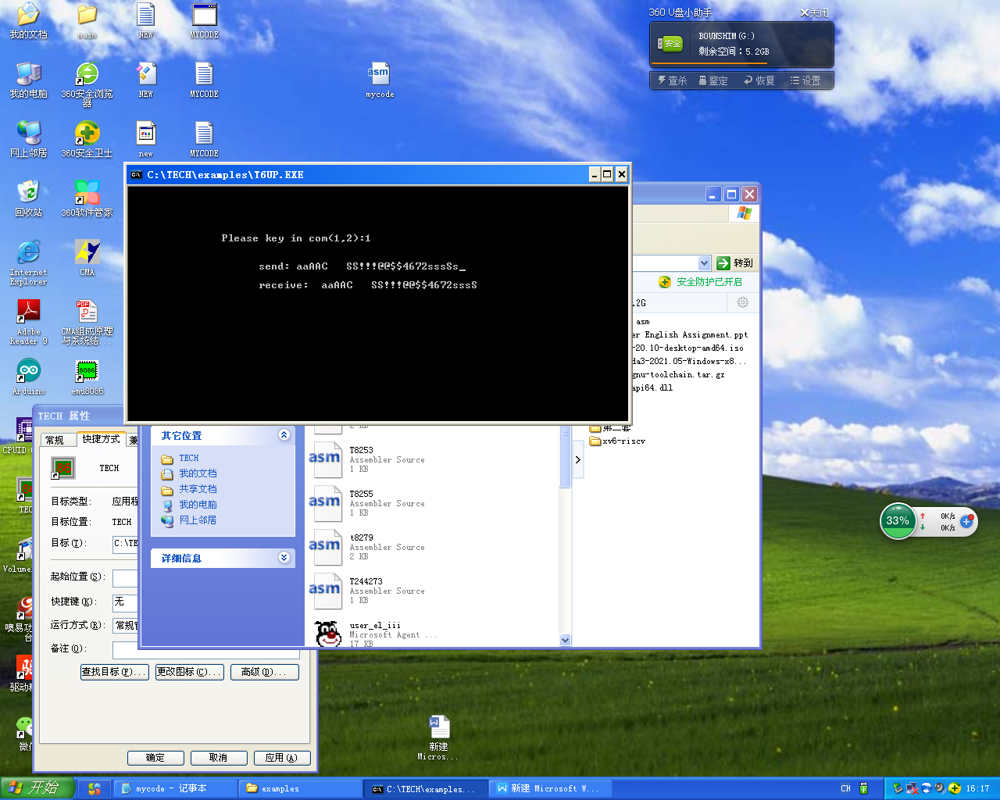 我的文档
masm
NEW
MYCODE
我的电脑
360安全浏览器
NEW
MYCODE
mycode
网上邻居
360安全卫士
new
MYCODE
回收站
360软件管家
Internet Explorer
CMA
Adobe Reader 9
CMA组成原理与系统结...
Arduino
emu8086
360 U盘小助手
关闭
安全
BOUNSHIM(G:)
剩余空间：5.2GB
查杀
鉴定
恢复
设置
C:\TECH\examples\T6UP.EXE
Please key in com(1,2):1
send: aaAAC   SS!!!@@$$4672sssSs_
receive:  aaAAC   SS!!!@@$$4672sssS
转到
安全防护已开启
.2G
asm
er English Assignment.ppt
-20.10-desktop-amd64.iso
da3-2021.05-Windows-x8...
gnu-toolchain.tar.gz
api64.dll
xv6-riscv
其它位置
TECH
我的文档
共享文档
我的电脑
网上邻居
详细信息
2 KB
T8253
Assembler Source
1 KB
T8255
Assembler Source
1 KB
t8279
Assembler Source
2 KB
T244273
Assembler Source
1 KB
user_el_iii
Microsoft Agent ...
17 KB
TECH 属性
常规
快捷方式
兼
TECH
目标类型:
应用程
目标位置:
TECH
目标(T):
C:\TE
起始位置(S):
快捷键(K):
无
运行方式(R):
常规窗
备注(O):
查找目标(F)...
更改图标(C)...
高级(D)...
确定
取消
应用(A)
CPUID
TEC
Volume
噢易功
台
驱动精
微信
新建
Micros...
33%
0K/s
0K/s
开始
mycode - 记事本
examples
C:\TECH\examples...
新建 Microsoft W...
CH
16:17